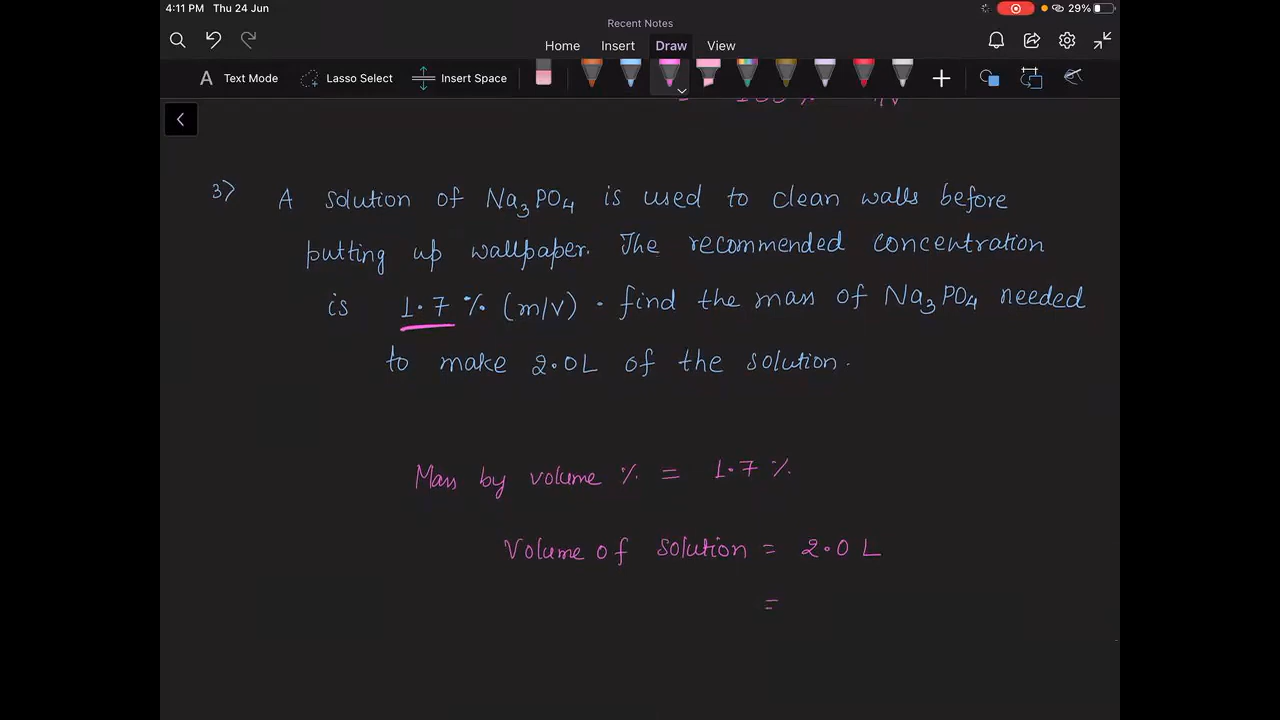 4:11 PM Thu 24 Jun
29%
Recent Notes
Home Insert Draw View
Text Mode Lasso Select Insert Space
3) A solution of Na3PO4 is used to clean walls before
putting up wallpaper. The recommended concentration
is 1.7 % (m/v). find the mass of Na3PO4 needed
to make 2.0L of the solution.
Mass by volume % = 1.7 %
Volume of solution = 2.0 L
=